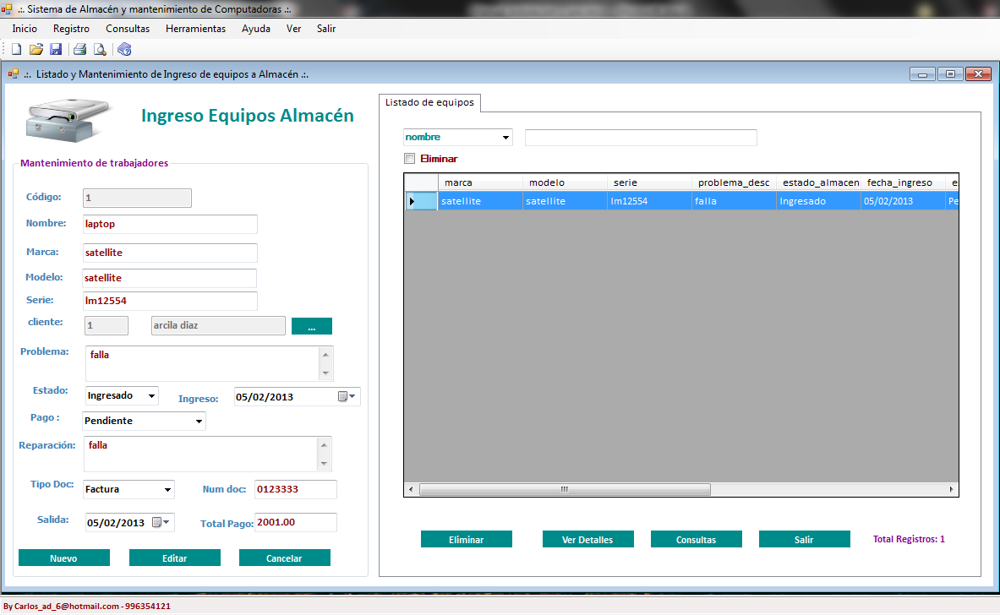 .:. Sistema de Almacén y mantenimiento de Computadoras .:.
Inicio Registro Consultas Herramientas Ayuda Ver Salir
.:. Listado y Mantenimiento de Ingreso de equipos a Almacén .:.
Ingreso Equipos Almacén
Mantenimiento de trabajadores
Código: 1
Nombre: laptop
Marca: satellite
Modelo: satellite
Serie: lm12554
cliente: 1 arcila diaz ...
Problema: falla
Estado: Ingresado Ingreso: 05/02/2013
Pago : Pendiente
Reparación: falla
Tipo Doc: Factura Num doc: 0123333
Salida: 05/02/2013 Total Pago: 2001.00
Nuevo Editar Cancelar
Listado de equipos
nombre
Eliminar
marca modelo serie problema_desc estado_almacen fecha_ingreso e
satellite satellite lm12554 falla Ingresado 05/02/2013 Pe
Eliminar Ver Detalles Consultas Salir Total Registros: 1
By Carlos_ad_6@hotmail.com - 996354121